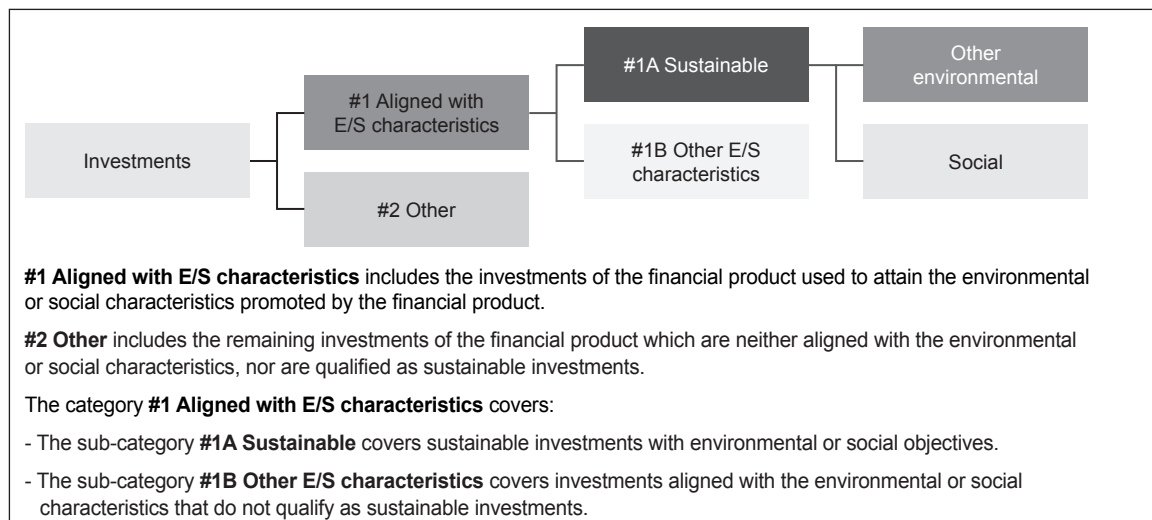 Investments
#1 Aligned with
E/S characteristics
#2 Other
#1A Sustainable
#1B Other E/S
characteristics
Other
environmental
Social
#1 Aligned with E/S characteristics includes the investments of the financial product used to attain the environmental
or social characteristics promoted by the financial product.
#2 Other includes the remaining investments of the financial product which are neither aligned with the environmental
or social characteristics, nor are qualified as sustainable investments.
The category #1 Aligned with E/S characteristics covers:
- The sub-category #1A Sustainable covers sustainable investments with environmental or social objectives.
- The sub-category #1B Other E/S characteristics covers investments aligned with the environmental or social
characteristics that do not qualify as sustainable investments.